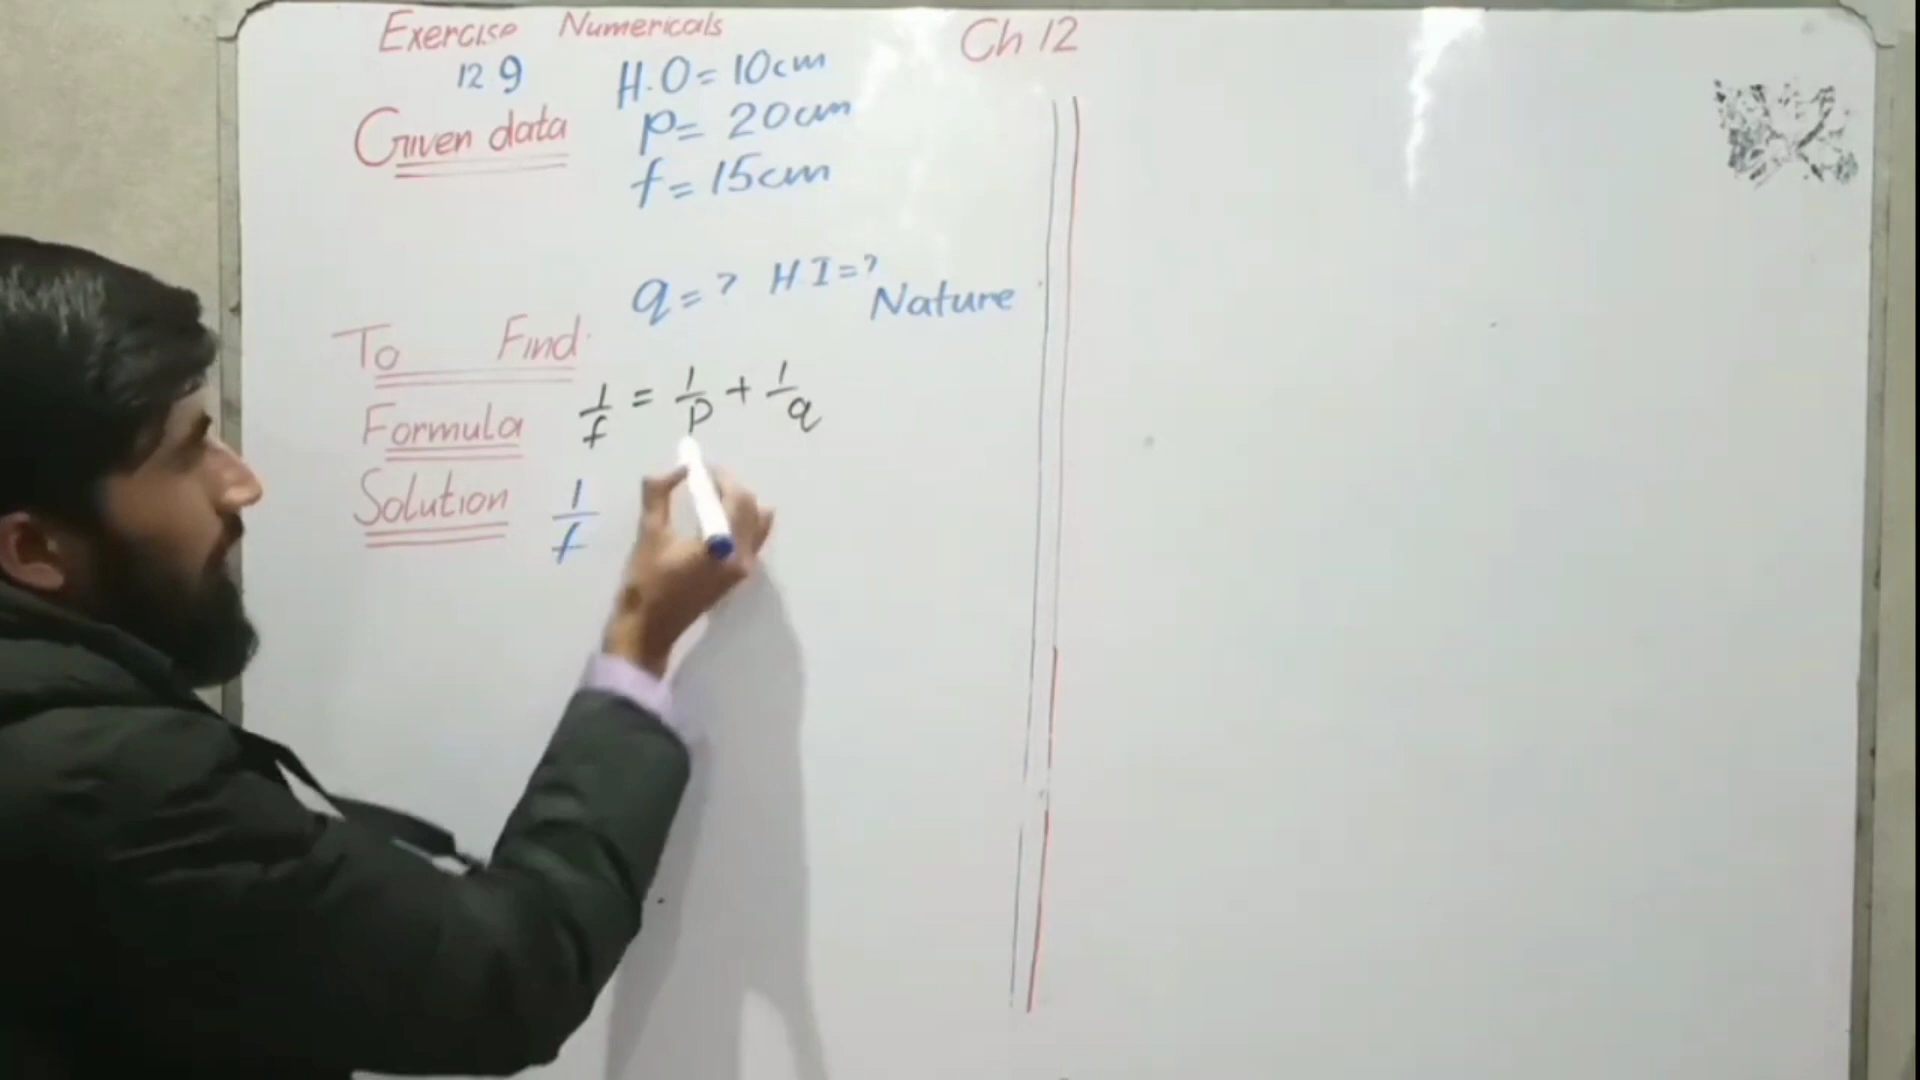 Exercise Numericals
Ch 12
12 9
H.O = 10cm
Given data
P = 20cm
f = 15cm
q = ? H I = ?
Nature
To Find
Formula 1/f = 1/p + 1/q
Solution 1/f